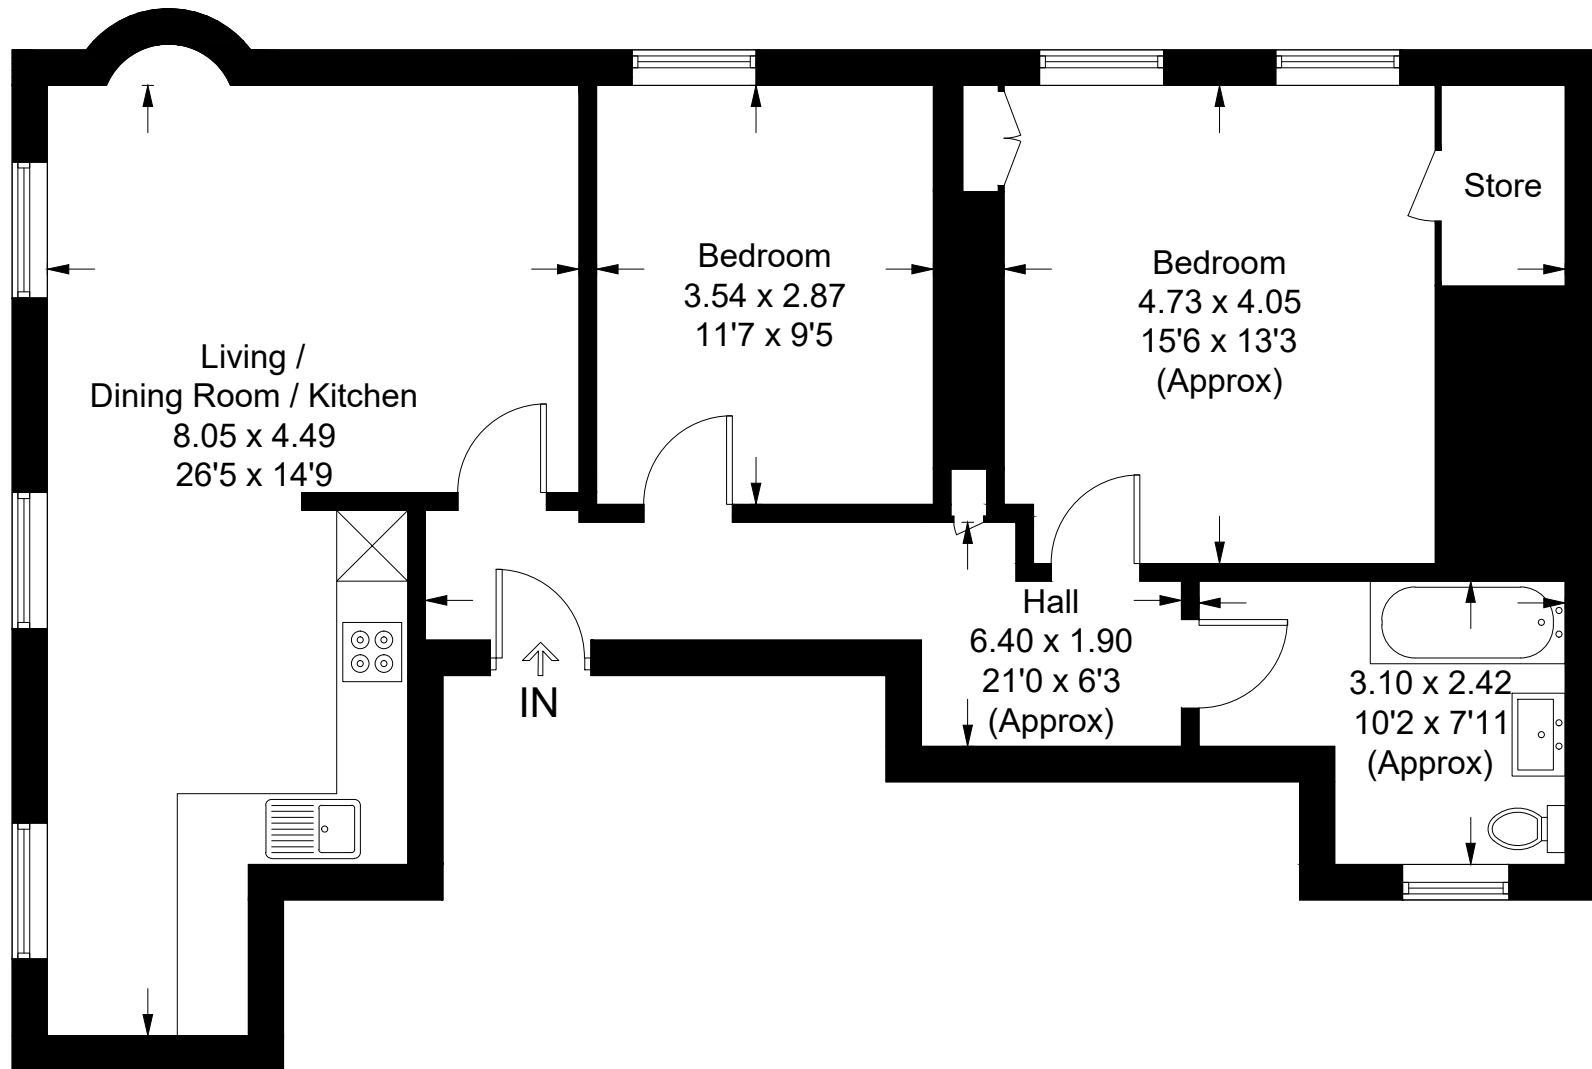 Living /
Dining Room / Kitchen
8.05 x 4.49
26'5 x 14'9
Bedroom
3.54 x 2.87
11'7 x 9'5
Bedroom
4.73 x 4.05
15'6 x 13'3
(Approx)
Store
IN
Hall
6.40 x 1.90
21'0 x 6'3
(Approx)
3.10 x 2.42
10'2 x 7'11
(Approx)